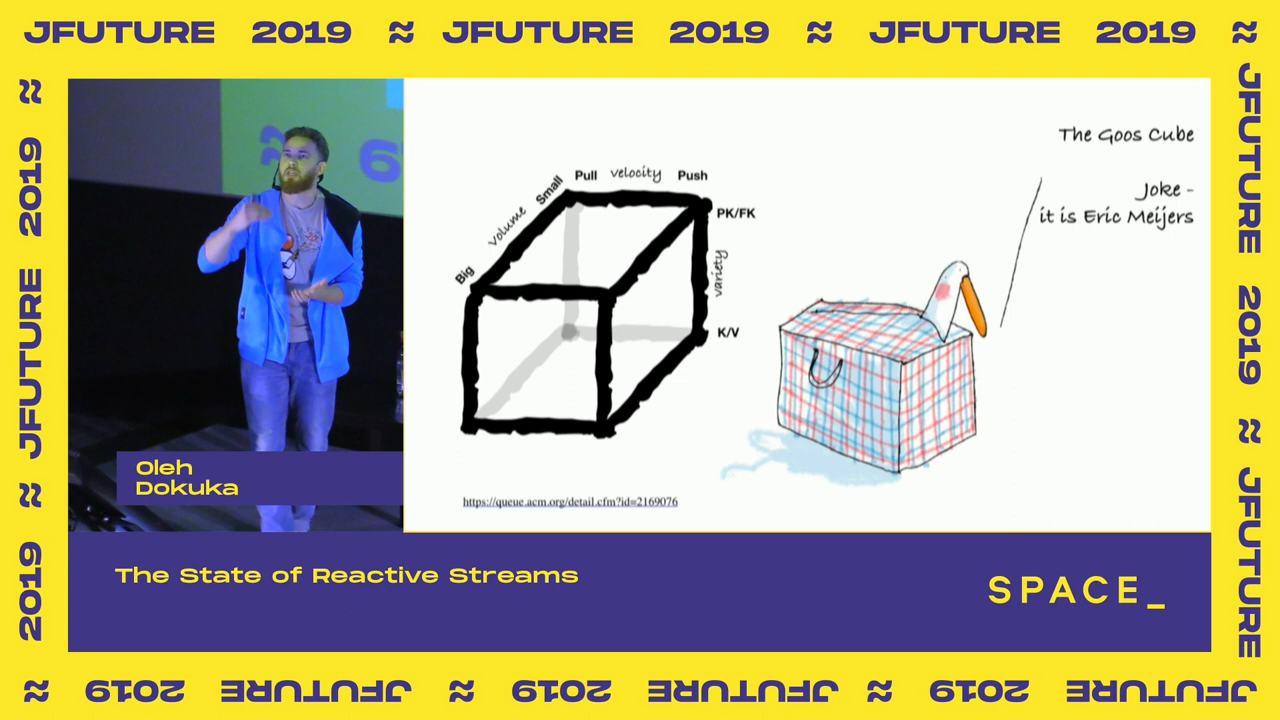 JFUTURE 2019 ≈ JFUTURE 2019 ≈ JFUTURE 2019 ≈
JFUTURE 2019 ≈ JFUTURE
2019 ≈ JFUTURE 2019 ≈
The Goos Cube
Joke -
it is Eric Meijers
Pull velocity Push
Small
volume
Big
PK/FK
variety
K/V
https://queue.acm.org/detail.cfm?id=2169076
Oleh
Dokuka
The State of Reactive Streams
SPACE_
JFUTURE 2019 ≈ JFUTURE 2019 ≈ JFUTURE 2019 ≈